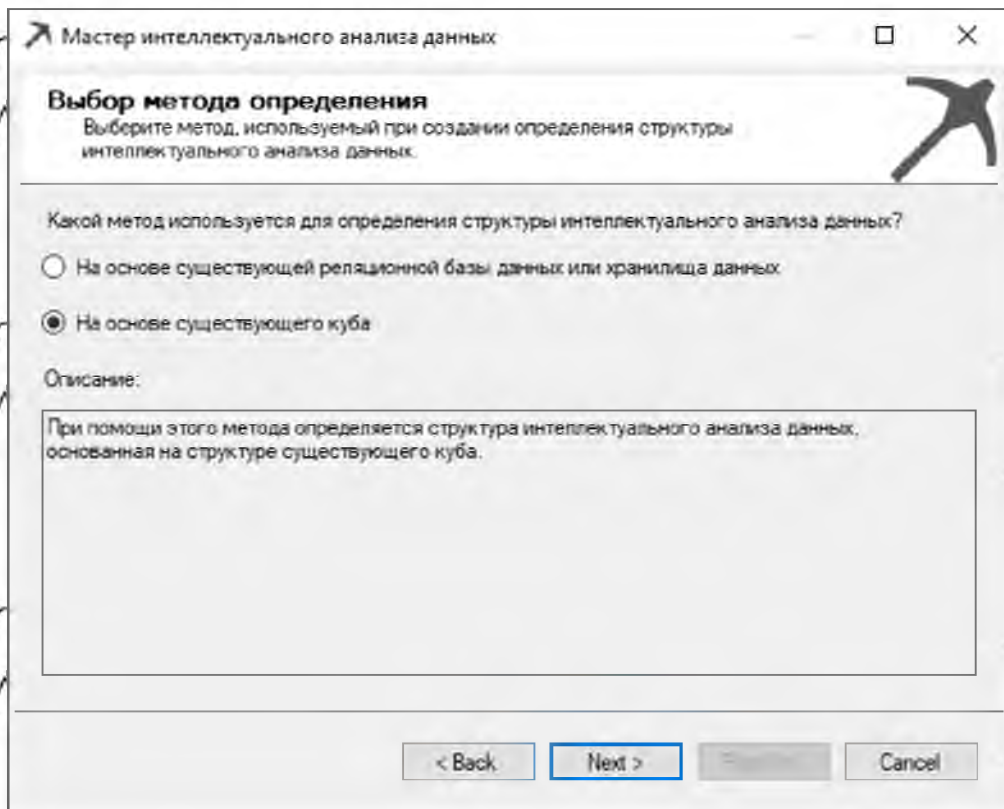 Мастер интеллектуального анализа данных
Выбор метода определения
Выберите метод, используемый при создании определения структуры
интеллектуального анализа данных.
Какой метод используется для определения структуры интеллектуального анализа данных?
На основе существующей реляционной базы данных или хранилища данных
На основе существующего куба
Описание:
При помощи этого метода определяется структура интеллектуального анализа данных,
основанная на структуре существующего куба.
< Back
Next >
Cancel